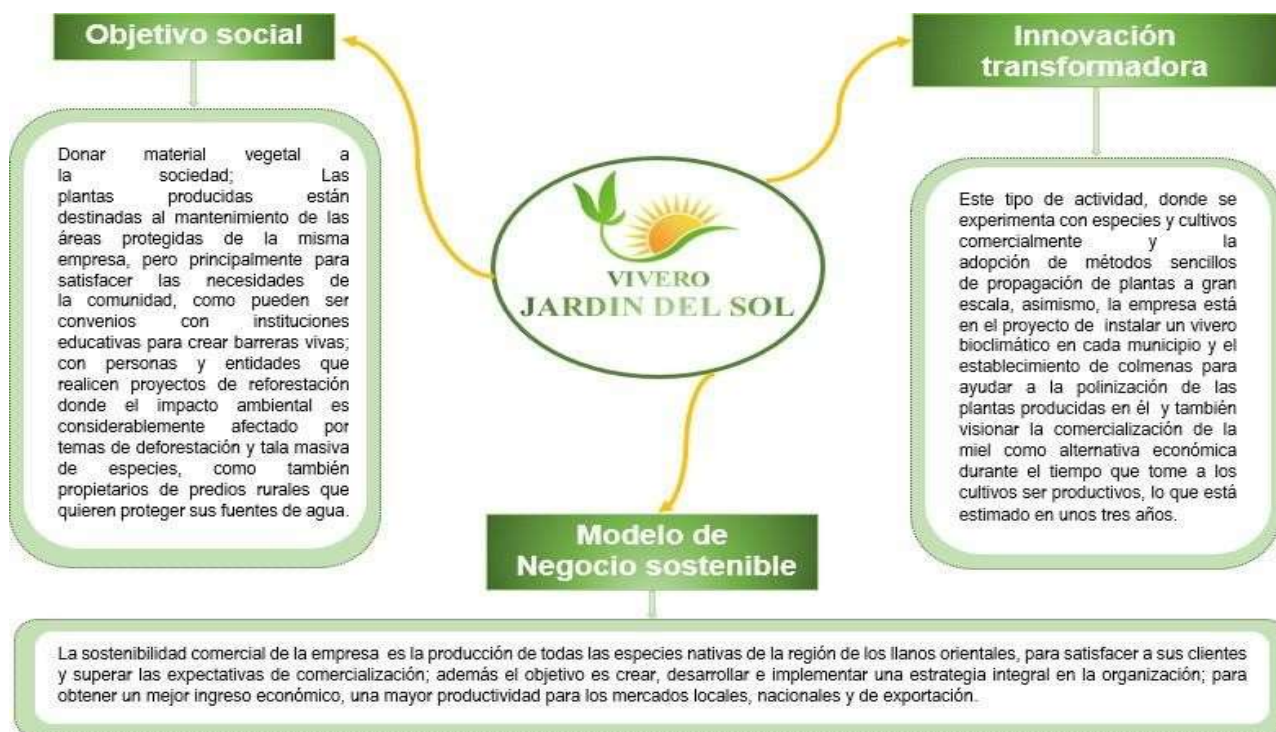 Objetivo social
Donar material vegetal a
la sociedad; Las
plantas producidas están
destinadas al mantenimiento de las
áreas protegidas de la misma
empresa, pero principalmente para
satisfacer las necesidades de
la comunidad, como pueden ser
convenios con instituciones
educativas para crear barreras vivas;
con personas y entidades que
realicen proyectos de reforestación
donde el impacto ambiental es
considerablemente afectado por
temas de deforestación y tala masiva
de especies, como también
propietarios de predios rurales que
quieren proteger sus fuentes de agua.
VIVERO
JARDIN DEL SOL
Innovación
transformadora
Este tipo de actividad, donde se
experimenta con especies y cultivos
comercialmente y la
adopción de métodos sencillos
de propagación de plantas a gran
escala, asimismo, la empresa está
en el proyecto de instalar un vivero
bioclimático en cada municipio y el
establecimiento de colmenas para
ayudar a la polinización de las
plantas producidas en él y también
visionar la comercialización de la
miel como alternativa económica
durante el tiempo que tome a los
cultivos ser productivos, lo que está
estimado en unos tres años.
Modelo de
Negocio sostenible
La sostenibilidad comercial de la empresa es la producción de todas las especies nativas de la región de los llanos orientales, para satisfacer a sus clientes
y superar las expectativas de comercialización; además el objetivo es crear, desarrollar e implementar una estrategia integral en la organización; para
obtener un mejor ingreso económico, una mayor productividad para los mercados locales, nacionales y de exportación.